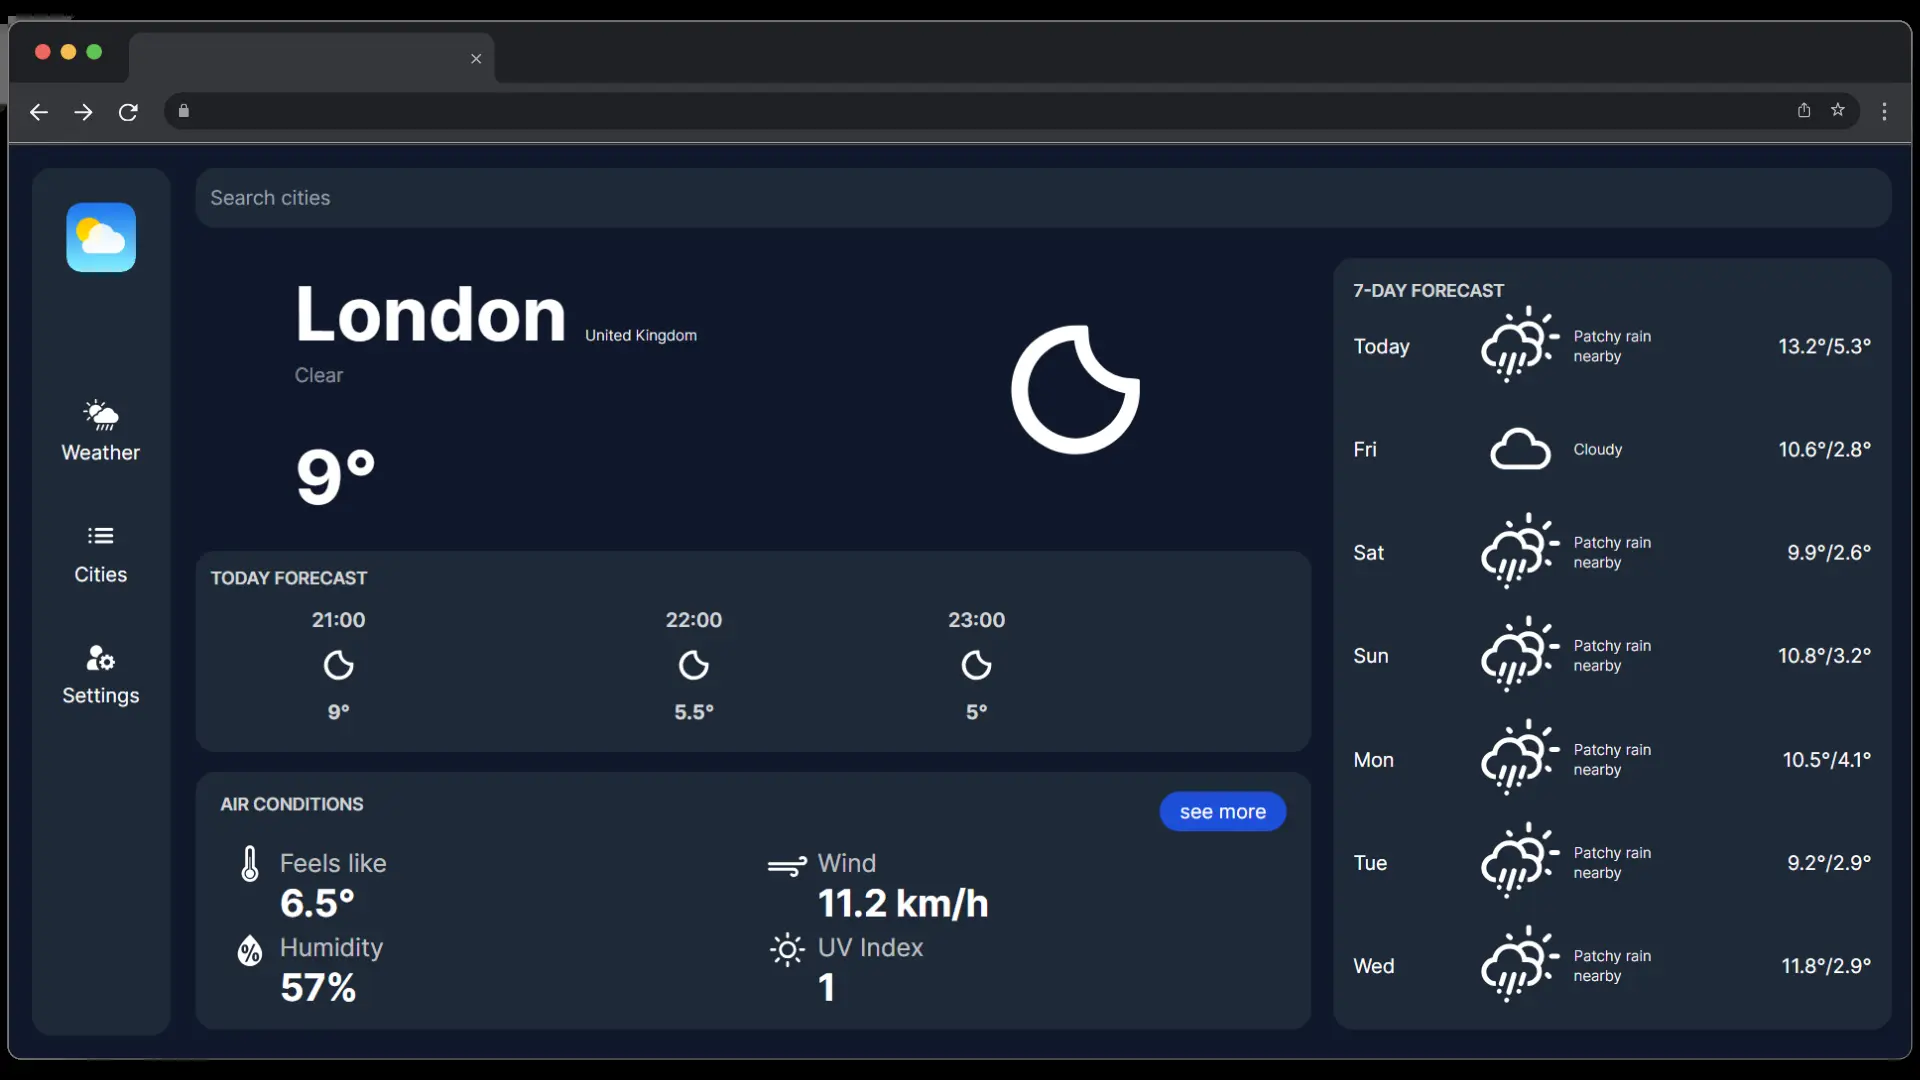 Search cities
Weather
Cities
Settings
London United Kingdom
Clear
9°
TODAY FORECAST
21:00 22:00 23:00
9° 5.5° 5°
AIR CONDITIONS
see more
Feels like
6.5°
Wind
11.2 km/h
Humidity
57%
UV Index
1
7-DAY FORECAST
Today Patchy rain
nearby 13.2°/5.3°
Fri Cloudy 10.6°/2.8°
Sat Patchy rain
nearby 9.9°/2.6°
Sun Patchy rain
nearby 10.8°/3.2°
Mon Patchy rain
nearby 10.5°/4.1°
Tue Patchy rain
nearby 9.2°/2.9°
Wed Patchy rain
nearby 11.8°/2.9°